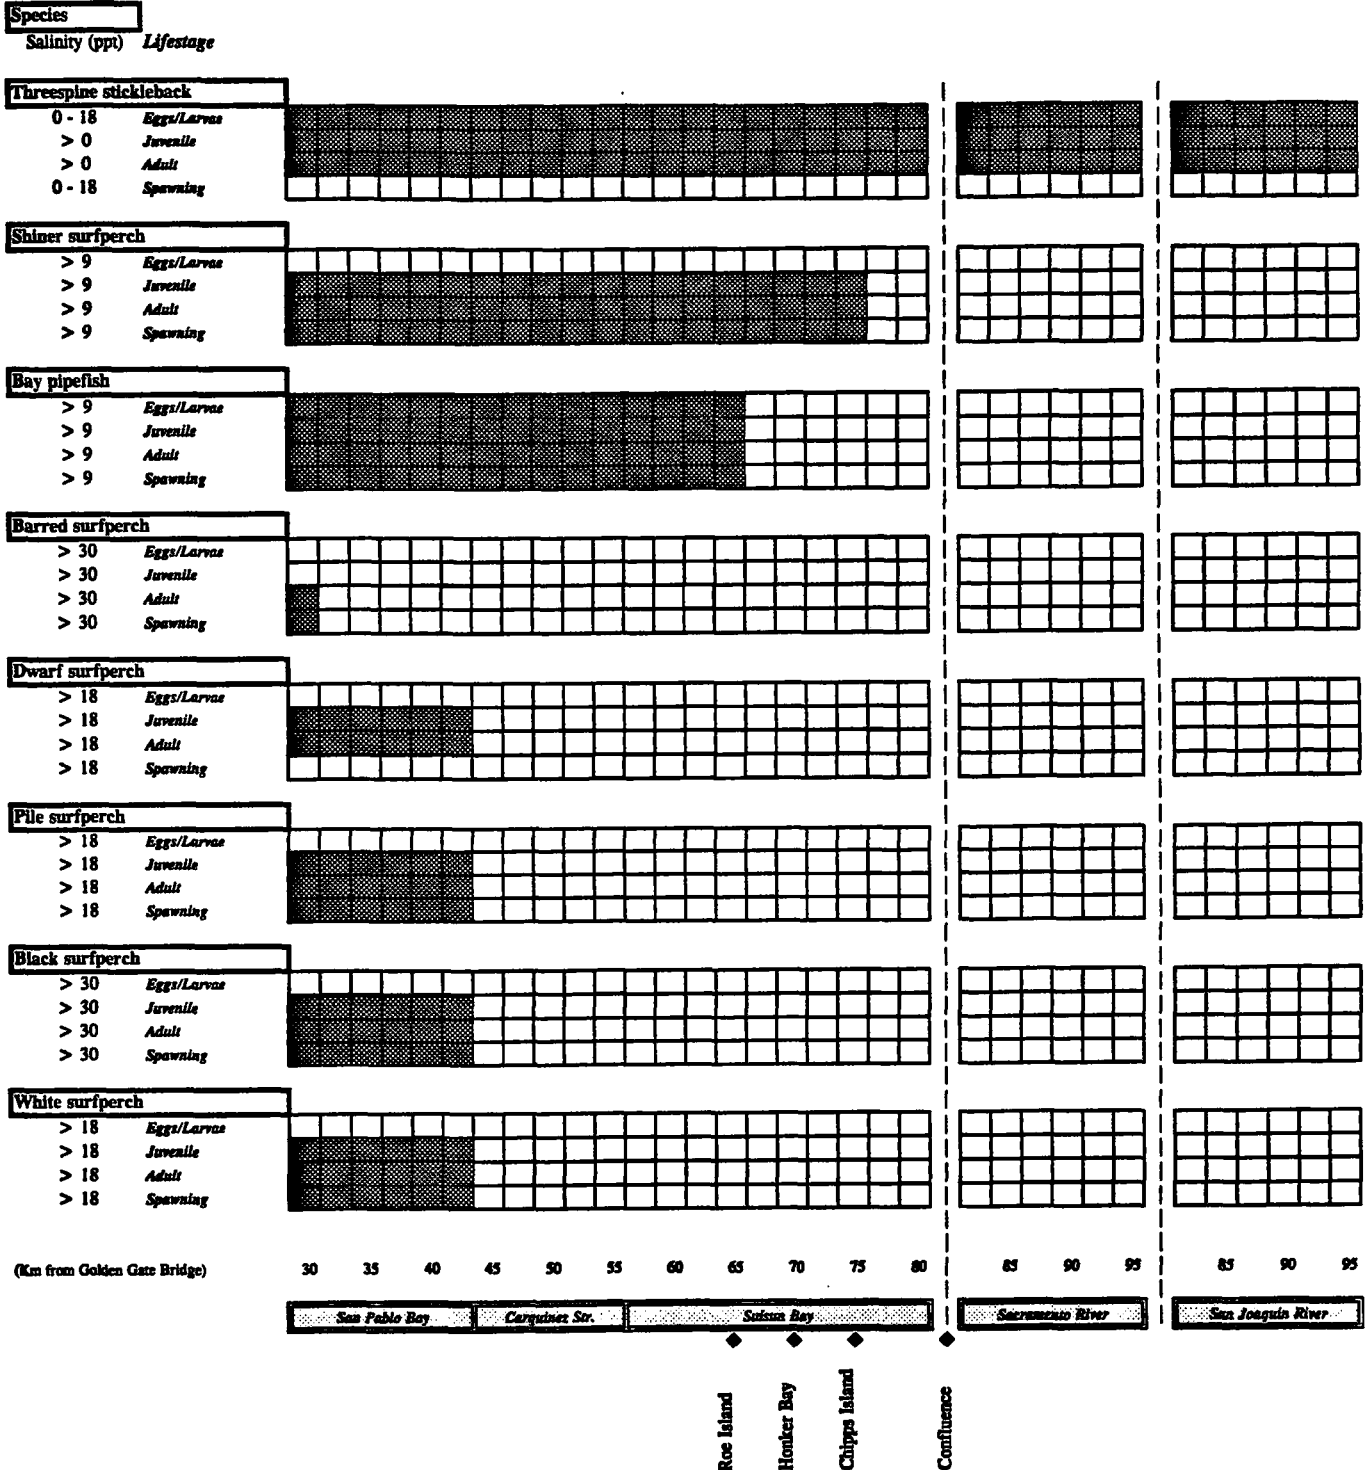 Species
Salinity (ppt) Lifestage
Threespine stickleback
0 - 18 Eggs/Larvae
> 0 Juvenile
> 0 Adult
0 - 18 Spawning
Shiner surfperch
> 9 Eggs/Larvae
> 9 Juvenile
> 9 Adult
> 9 Spawning
Bay pipefish
> 9 Eggs/Larvae
> 9 Juvenile
> 9 Adult
> 9 Spawning
Barred surfperch
> 30 Eggs/Larvae
> 30 Juvenile
> 30 Adult
> 30 Spawning
Dwarf surfperch
> 18 Eggs/Larvae
> 18 Juvenile
> 18 Adult
> 18 Spawning
Pile surfperch
> 18 Eggs/Larvae
> 18 Juvenile
> 18 Adult
> 18 Spawning
Black surfperch
> 30 Eggs/Larvae
> 30 Juvenile
> 30 Adult
> 30 Spawning
White surfperch
> 18 Eggs/Larvae
> 18 Juvenile
> 18 Adult
> 18 Spawning
(Km from Golden Gate Bridge) 30 35 40 45 50 55 60 65 70 75 80 85 90 95 85 90 95
San Pablo Bay Carquinez Str. Suisun Bay Sacramento River San Joaquin River
Roe Island
Honker Bay
Chipps Island
Confluence